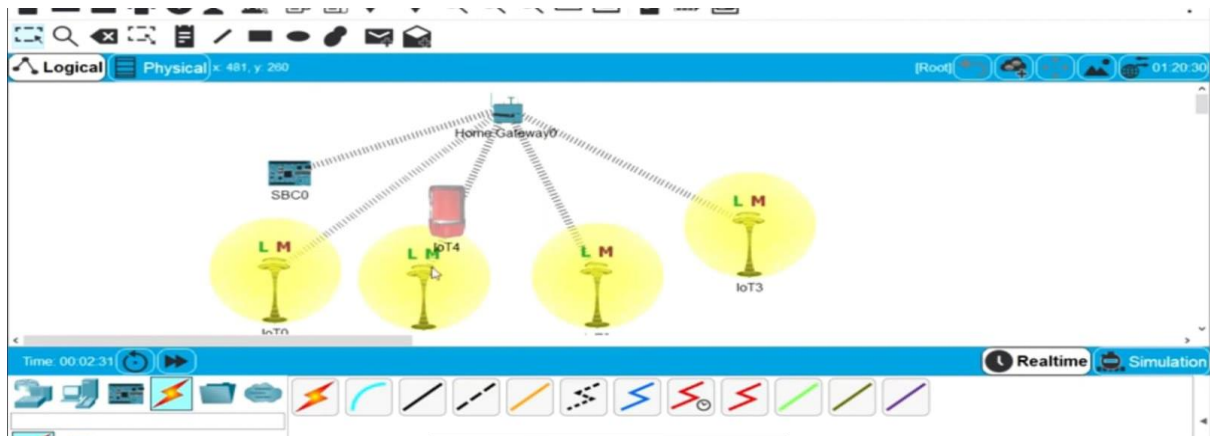 Logical Physical x: 481, y: 260 [Root] 01:20:30
Home Gateway0
SBC0
L M
L M
IoT4
L M
L M
IoT3
IoT0
Time: 00:02:31 Realtime Simulation